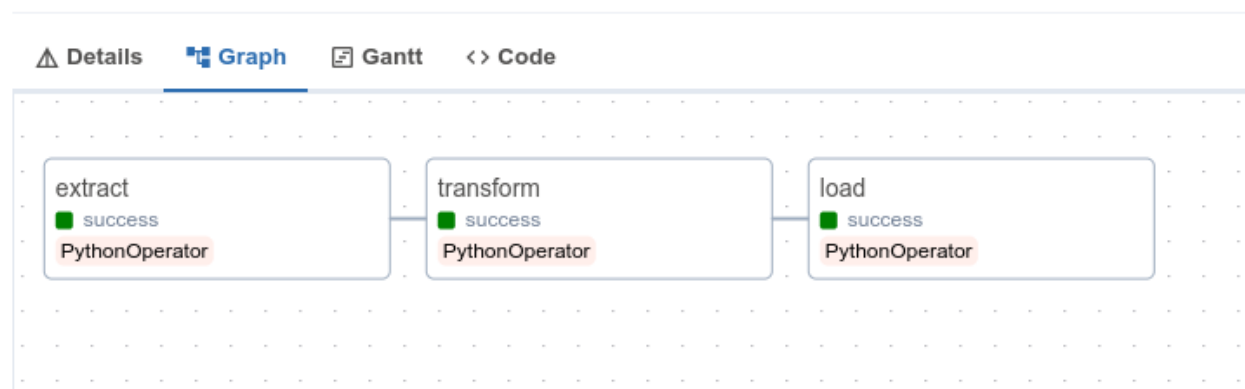 Details Graph Gantt Code
extract
success
PythonOperator
transform
success
PythonOperator
load
success
PythonOperator